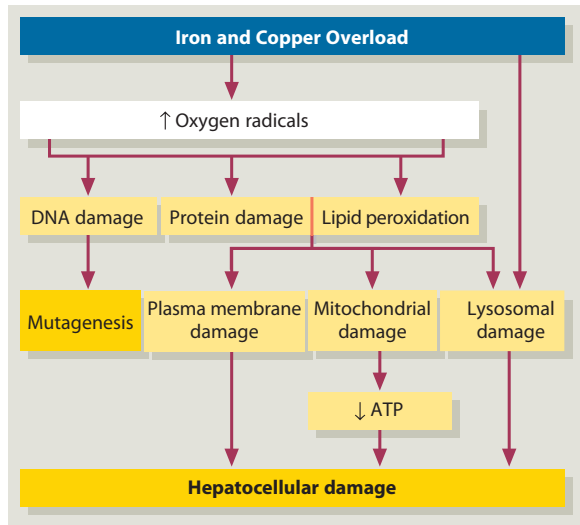 Iron and Copper Overload
↑ Oxygen radicals
DNA damage
Protein damage
Lipid peroxidation
Mutagenesis
Plasma membrane
damage
Mitochondrial
damage
Lysosomal
damage
↓ ATP
Hepatocellular damage